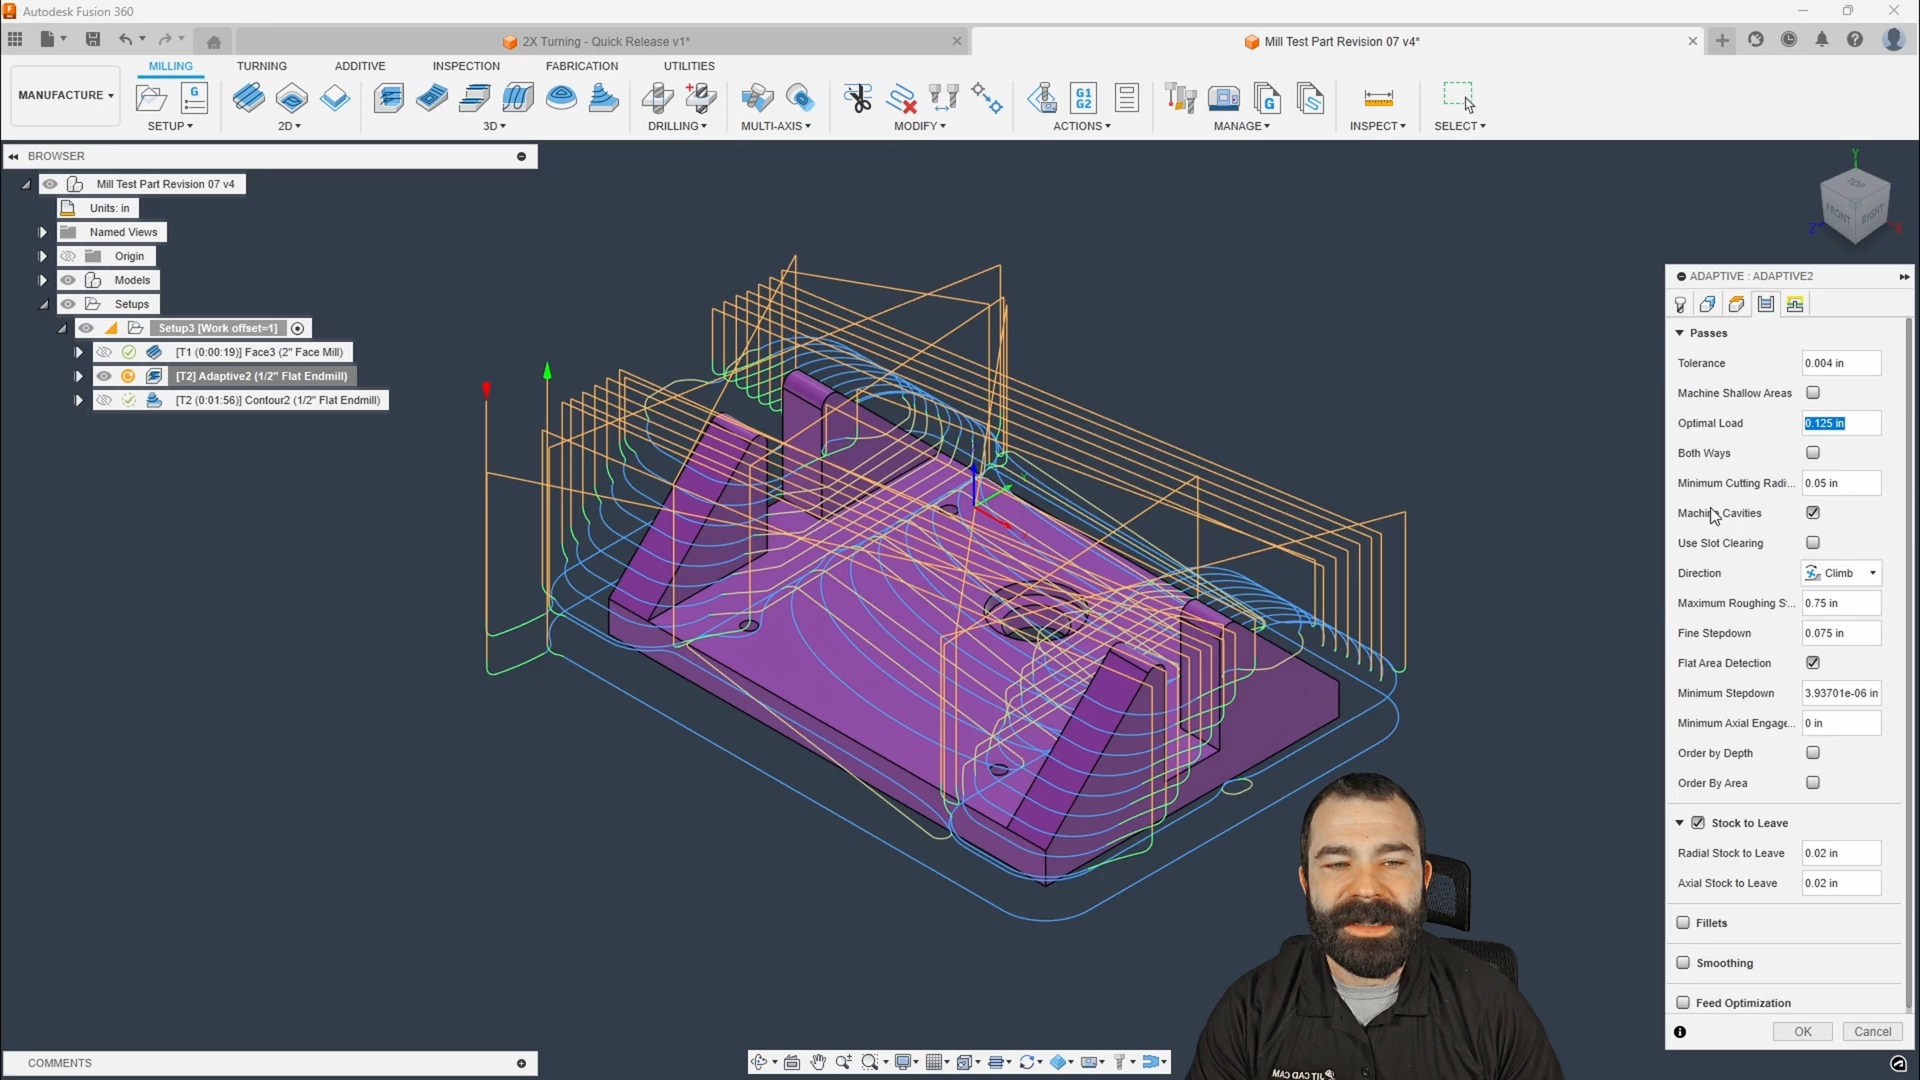 Autodesk Fusion 360
2X Turning - Quick Release v1*
Mill Test Part Revision 07 v4*
MILLING
TURNING
ADDITIVE
INSPECTION
FABRICATION
UTILITIES
MANUFACTURE
SETUP
2D
3D
DRILLING
MULTI-AXIS
MODIFY
G1
G2
ACTIONS
MANAGE
INSPECT
SELECT
BROWSER
Mill Test Part Revision 07 v4
Units: in
Named Views
Origin
Models
Setups
Setup3 [Work offset=1]
[T1 (0:00:19)] Face3 (2" Face Mill)
[T2] Adaptive2 (1/2" Flat Endmill)
[T2 (0:01:56)] Contour2 (1/2" Flat Endmill)
Y
TOP
FRONT
RIGHT
Z
X
ADAPTIVE : ADAPTIVE2
Passes
Tolerance 0.004 in
Machine Shallow Areas
Optimal Load 0.125 in
Both Ways
Minimum Cutting Radi... 0.05 in
Machine Cavities
Use Slot Clearing
Direction Climb
Maximum Roughing S... 0.75 in
Fine Stepdown 0.075 in
Flat Area Detection
Minimum Stepdown 3.93701e-06 in
Minimum Axial Engage... 0 in
Order by Depth
Order By Area
Stock to Leave
Radial Stock to Leave 0.02 in
Axial Stock to Leave 0.02 in
Fillets
Smoothing
Feed Optimization
OK Cancel
COMMENTS